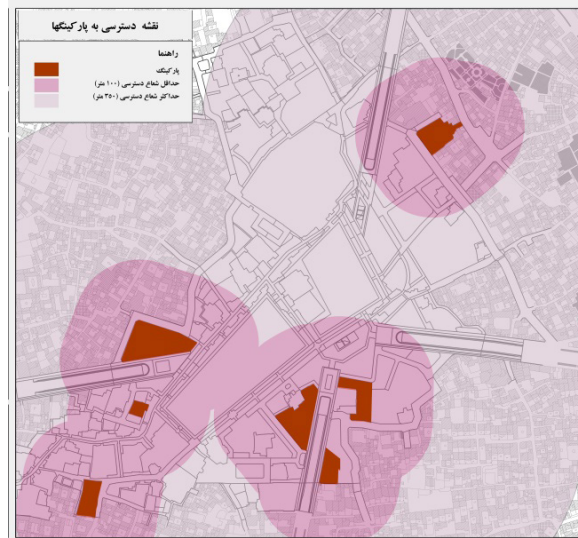 نقشه دسترسی به پارکینگها
راهنما
پارکینگ
حداقل شعاع دسترسی (۱۰۰ متر)
حداکثر شعاع دسترسی (۳۵۰ متر)